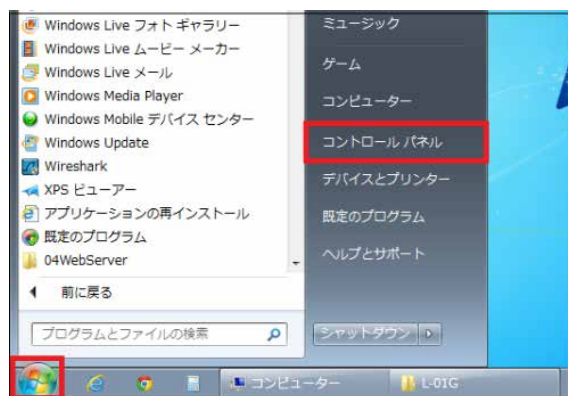 Windows Live フォト ギャラリー
Windows Live ムービー メーカー
Windows Live メール
Windows Media Player
Windows Mobile デバイス センター
Windows Update
Wireshark
XPS ビューアー
アプリケーションの再インストール
既定のプログラム
04WebServer
前に戻る
プログラムとファイルの検索
ミュージック
ゲーム
コンピューター
コントロール パネル
デバイスとプリンター
既定のプログラム
ヘルプとサポート
シャットダウン
コンピューター
L-01G